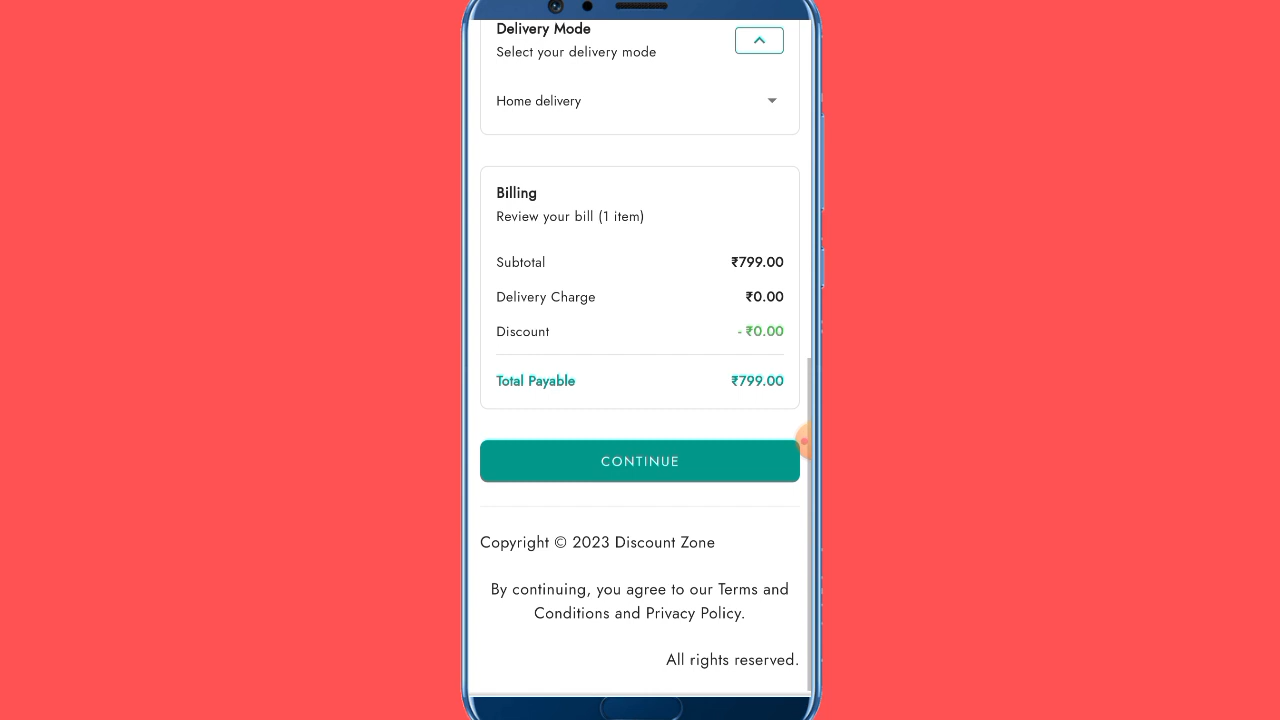 Delivery Mode
Select your delivery mode
Home delivery
Billing
Review your bill (1 item)
Subtotal ₹799.00
Delivery Charge ₹0.00
Discount - ₹0.00
Total Payable ₹799.00
CONTINUE
Copyright © 2023 Discount Zone
By continuing, you agree to our Terms and
Conditions and Privacy Policy.
All rights reserved.